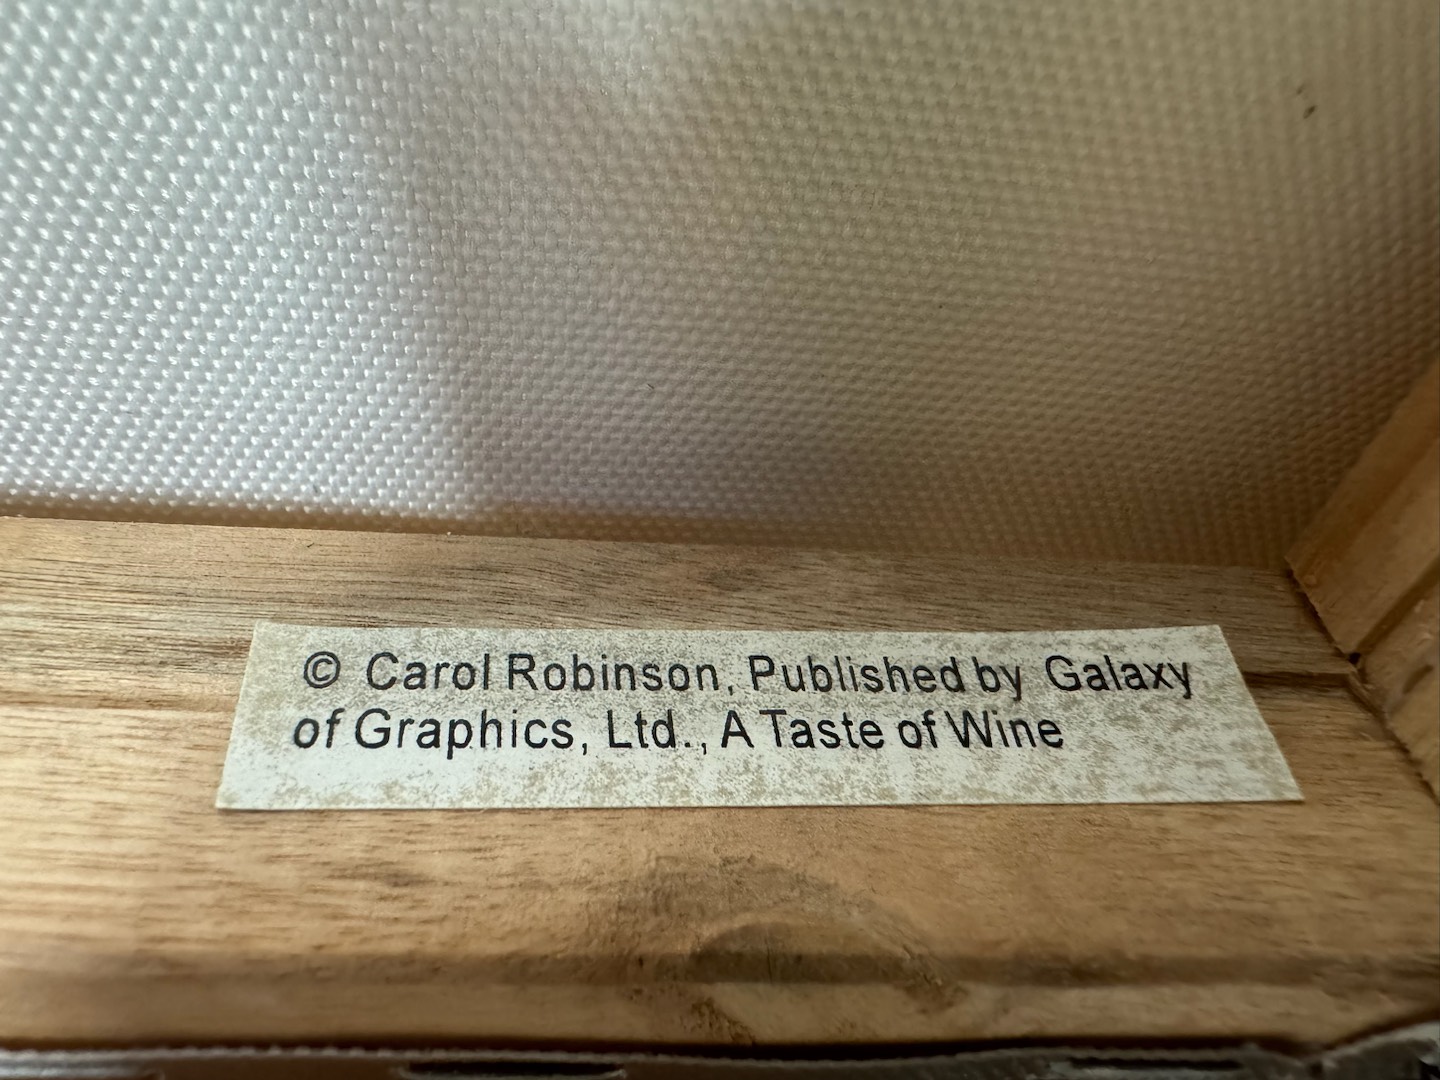 © Carol Robinson, Published by Galaxy
of Graphics, Ltd., A Taste of Wine